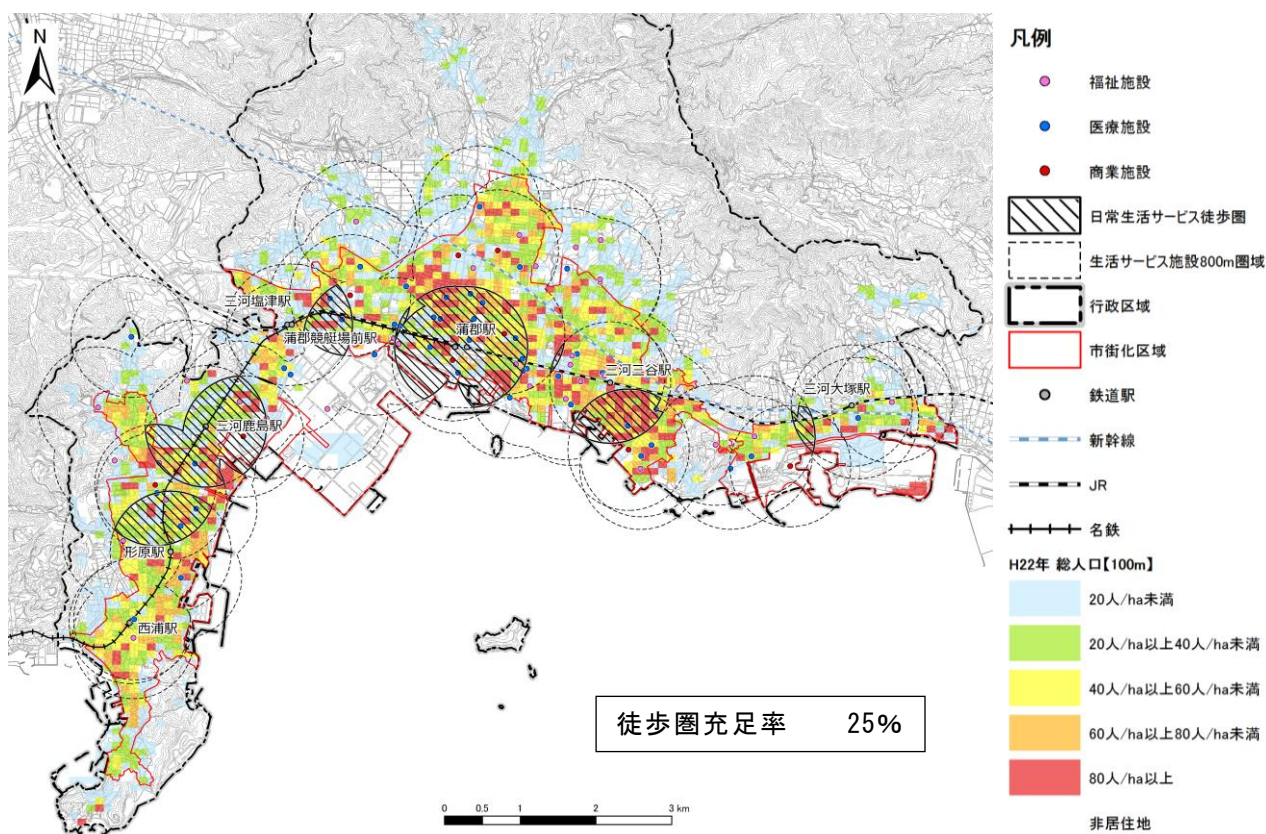 N
三河塩津駅
蒲郡競艇場前駅
蒲郡駅
三河三谷駅
三河大塚駅
三河鹿島駅
形原駅
西浦駅
徒歩圏充足率 25%
0 0.5 1 2 3 km
凡例
福祉施設
医療施設
商業施設
日常生活サービス徒歩圏
生活サービス施設800m圏域
行政区域
市街化区域
鉄道駅
新幹線
JR
名鉄
H22年 総人口【100m】
20人/ha未満
20人/ha以上40人/ha未満
40人/ha以上60人/ha未満
60人/ha以上80人/ha未満
80人/ha以上
非居住地